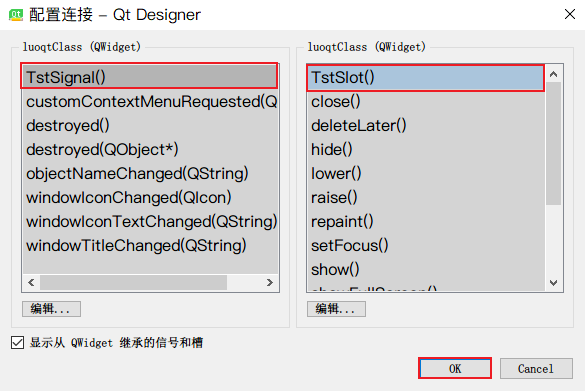 Qt 配置连接 - Qt Designer
luoqtClass (QWidget)
TstSignal()
customContextMenuRequested(Q
destroyed()
destroyed(QObject*)
objectNameChanged(QString)
windowIconChanged(QIcon)
windowIconTextChanged(QString)
windowTitleChanged(QString)
编辑...
luoqtClass (QWidget)
TstSlot()
close()
deleteLater()
hide()
lower()
raise()
repaint()
setFocus()
show()
showFullScreen()
编辑...
显示从 QWidget 继承的信号和槽
OK
Cancel